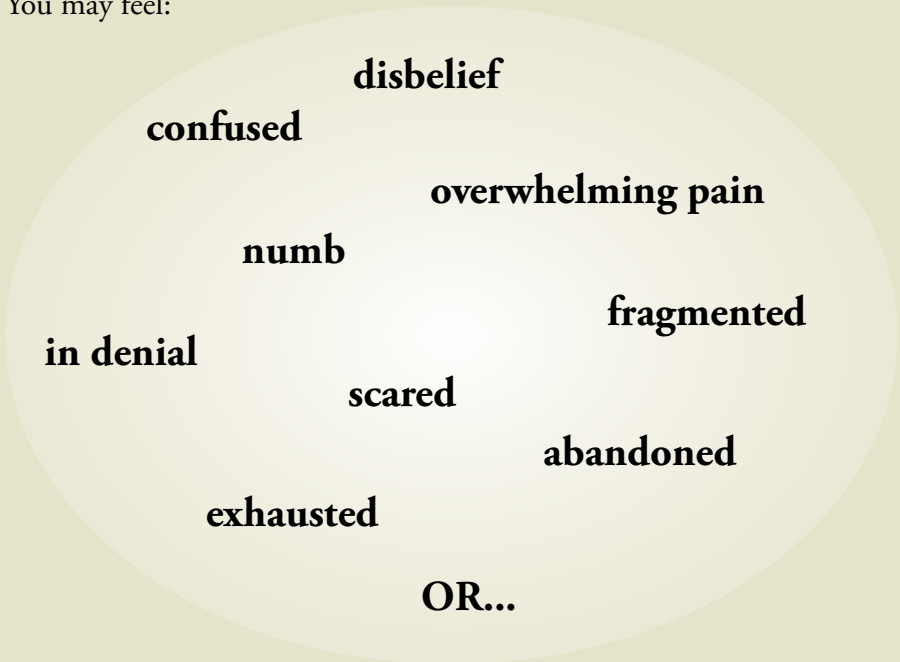 You may feel:
disbelief
confused
overwhelming pain
numb
fragmented
in denial
scared
abandoned
exhausted
OR...